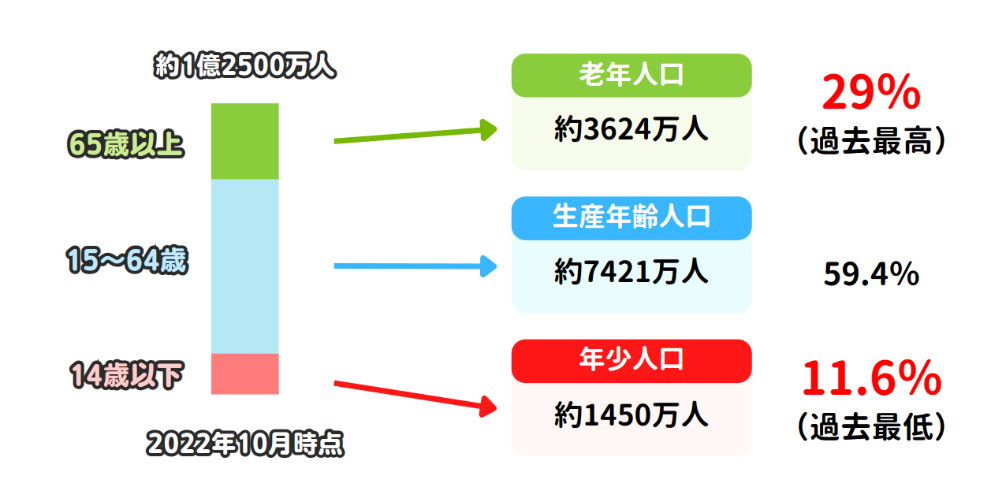 約1億2500万人
65歳以上
15〜64歳
14歳以下
2022年10月時点
老年人口
約3624万人
29%
（過去最高）
生産年齢人口
約7421万人
59.4%
年少人口
約1450万人
11.6%
（過去最低）